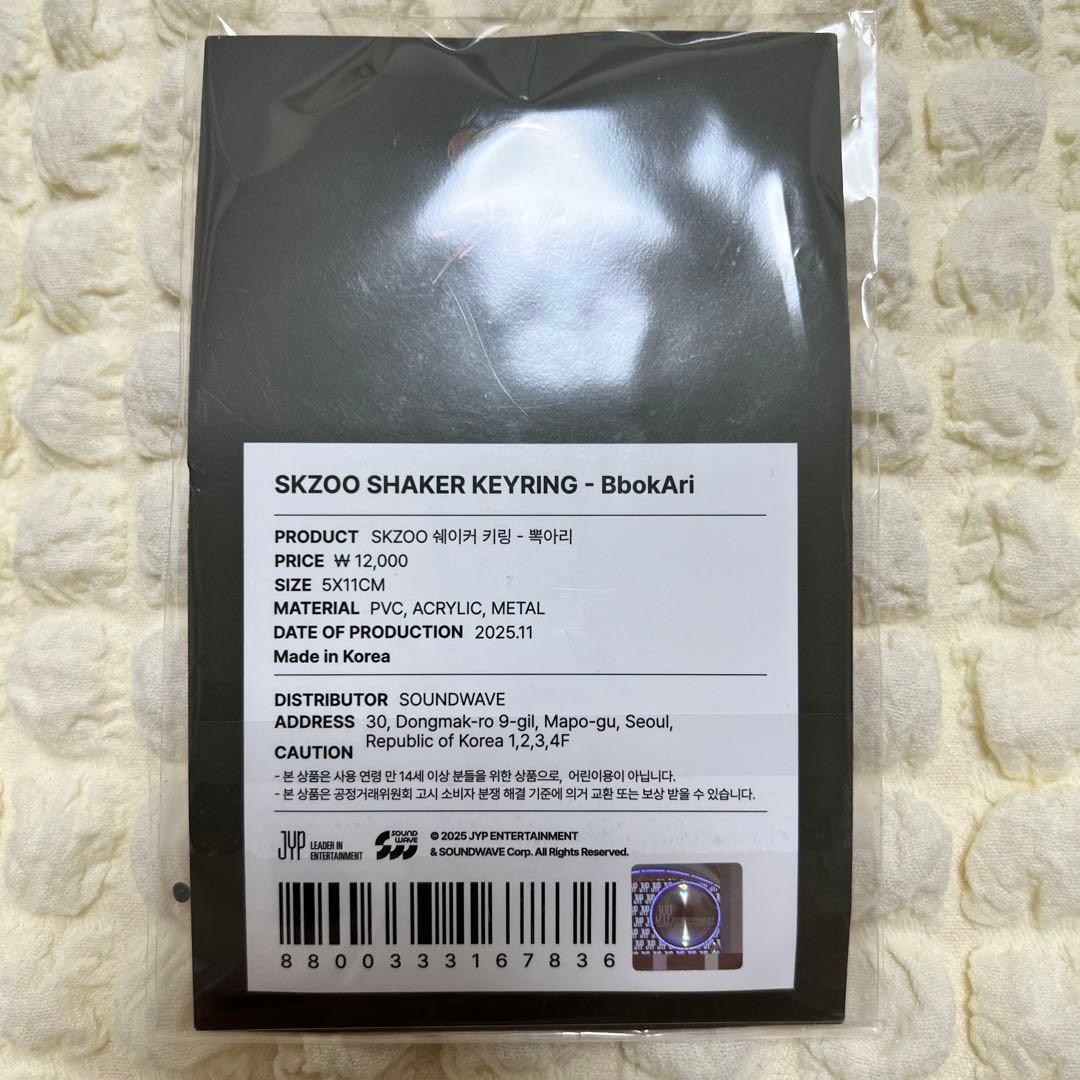 SKZOO SHAKER KEYRING - BbokAri
PRODUCT SKZOO 쉐이커 키링 - 뽁아리
PRICE ₩ 12,000
SIZE 5X11CM
MATERIAL PVC, ACRYLIC, METAL
DATE OF PRODUCTION 2025.11
Made in Korea
DISTRIBUTOR SOUNDWAVE
ADDRESS 30, Dongmak-ro 9-gil, Mapo-gu, Seoul,
Republic of Korea 1,2,3,4F
CAUTION
- 본 상품은 사용 연령 만 14세 이상 분들을 위한 상품으로, 어린이용이 아닙니다.
- 본 상품은 공정거래위원회 고시 소비자 분쟁 해결 기준에 의거 교환 또는 보상 받을 수 있습니다.
JYP LEADER IN
ENTERTAINMENT
SOUND
WAVE
© 2025 JYP ENTERTAINMENT
& SOUNDWAVE Corp. All Rights Reserved.
8800333167836
JYP ENTERTAINMENT